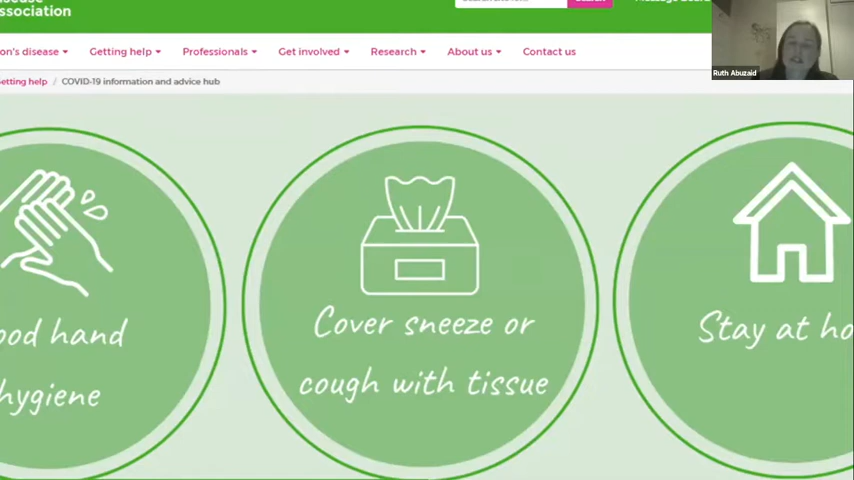 ssociation
on's disease
Getting help
Professionals
Get involved
Research
About us
Contact us
Ruth Abuzaid
Getting help / COVID-19 information and advice hub
ood hand
hygiene
Cover sneeze or
cough with tissue
Stay at ho